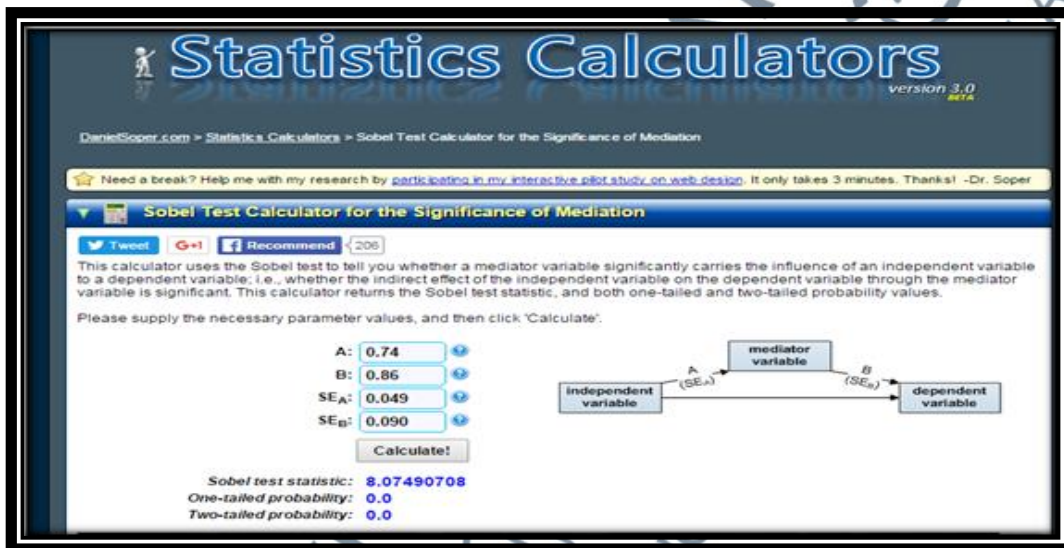 Statistics Calculators
version 3.0
BETA
DanielSoper.com > Statistics Calculators > Sobel Test Calculator for the Significance of Mediation
Need a break? Help me with my research by participating in my interactive pilot study on web design. It only takes 3 minutes. Thanks! -Dr. Soper
Sobel Test Calculator for the Significance of Mediation
Tweet G+1 Recommend 206
This calculator uses the Sobel test to tell you whether a mediator variable significantly carries the influence of an independent variable
to a dependent variable; i.e., whether the indirect effect of the independent variable on the dependent variable through the mediator
variable is significant. This calculator returns the Sobel test statistic, and both one-tailed and two-tailed probability values.
Please supply the necessary parameter values, and then click 'Calculate'.
A: 0.74
B: 0.86
SEA: 0.049
SEB: 0.090
Calculate!
mediator
variable
A
(SEA)
B
(SEB)
independent
variable
dependent
variable
Sobel test statistic: 8.07490708
One-tailed probability: 0.0
Two-tailed probability: 0.0